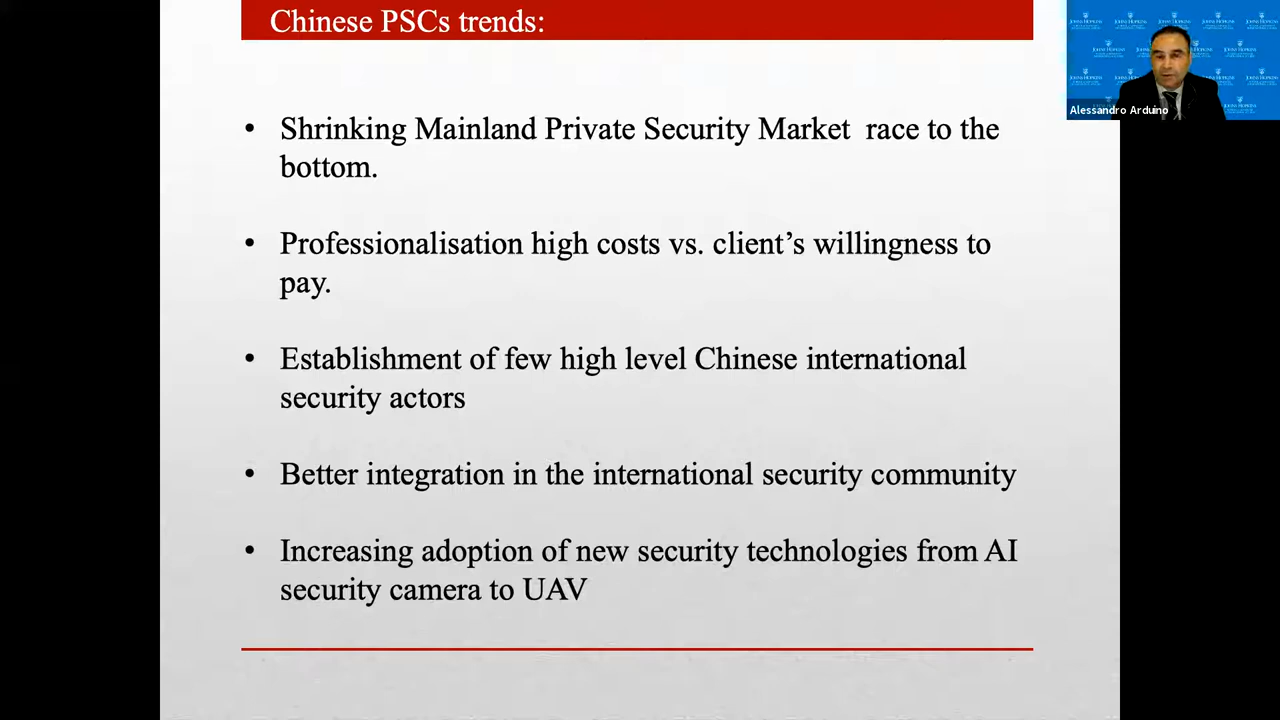 Chinese PSCs trends:
• Shrinking Mainland Private Security Market race to the
bottom.
• Professionalisation high costs vs. client’s willingness to
pay.
• Establishment of few high level Chinese international
security actors
• Better integration in the international security community
• Increasing adoption of new security technologies from AI
security camera to UAV
JOHNS HOPKINS
Alessandro Arduino